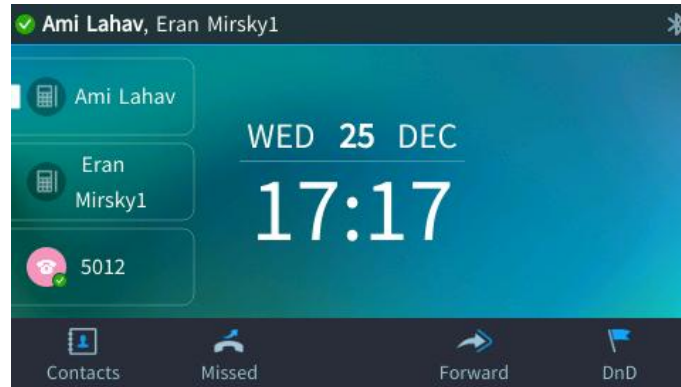 Ami Lahav, Eran Mirsky1
Ami Lahav
Eran
Mirsky1
5012
WED 25 DEC
17:17
Contacts
Missed
Forward
DnD